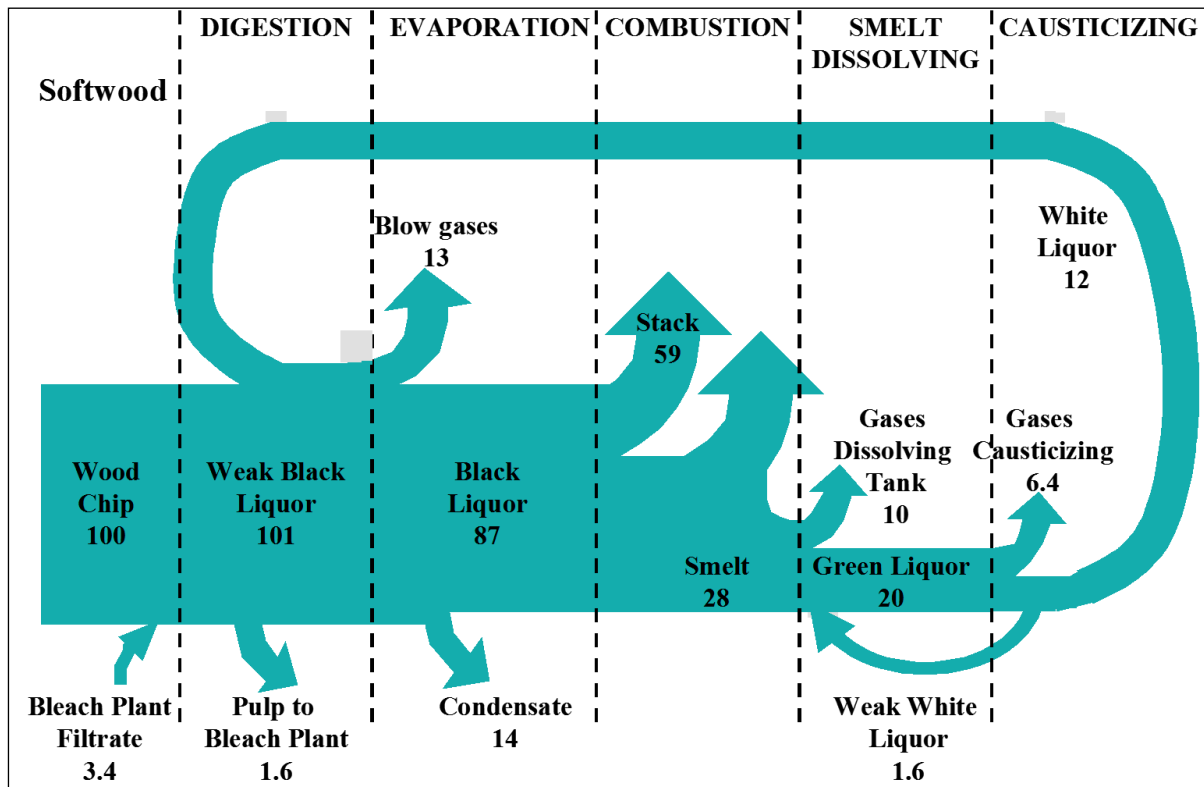 DIGESTION
EVAPORATION
COMBUSTION
SMELT
DISSOLVING
CAUSTICIZING
Softwood
White
Liquor
12
Blow gases
13
Stack
59
Gases
Dissolving
Tank
10
Gases
Causticizing
6.4
Wood
Chip
100
Weak Black
Liquor
101
Black
Liquor
87
Smelt
28
Green Liquor
20
Bleach Plant
Filtrate
3.4
Pulp to
Bleach Plant
1.6
Condensate
14
Weak White
Liquor
1.6